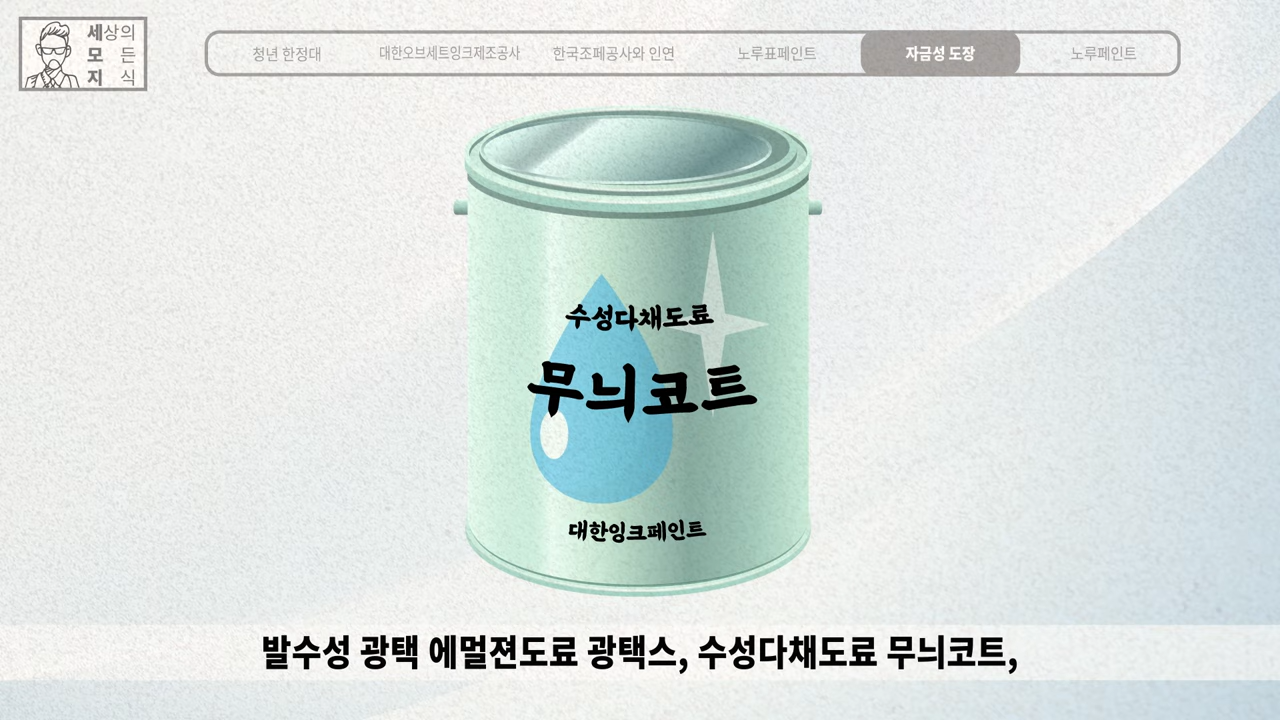 세상의
모 든
지 식
청년 한정대
대한오브세트잉크제조공사
한국조폐공사와 인연
노루표페인트
자금성 도장
노루페인트
수성다채도료
무늬코트
대한잉크페인트
발수성 광택 에멀젼도료 광택스, 수성다채도료 무늬코트,